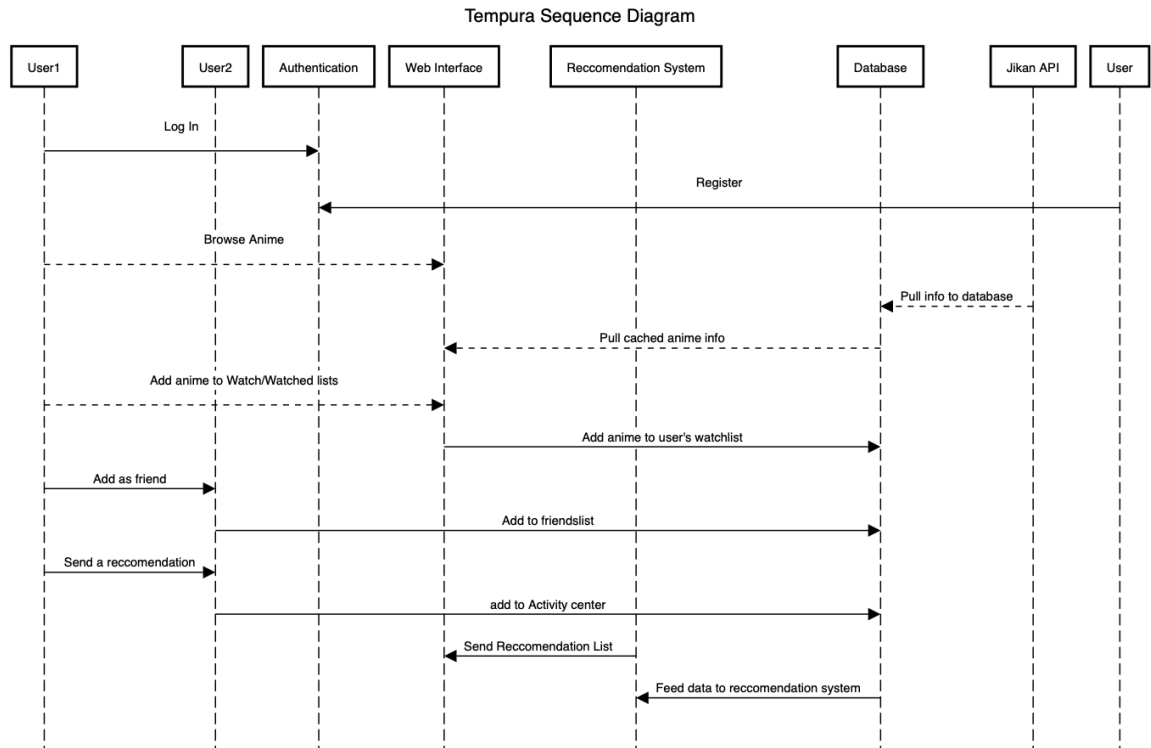 Tempura Sequence Diagram
User1
User2
Authentication
Web Interface
Reccomendation System
Database
Jikan API
User
Log In
Register
Browse Anime
Pull info to database
Pull cached anime info
Add anime to Watch/Watched lists
Add anime to user's watchlist
Add as friend
Add to friendslist
Send a reccomendation
add to Activity center
Send Reccomendation List
Feed data to reccomendation system